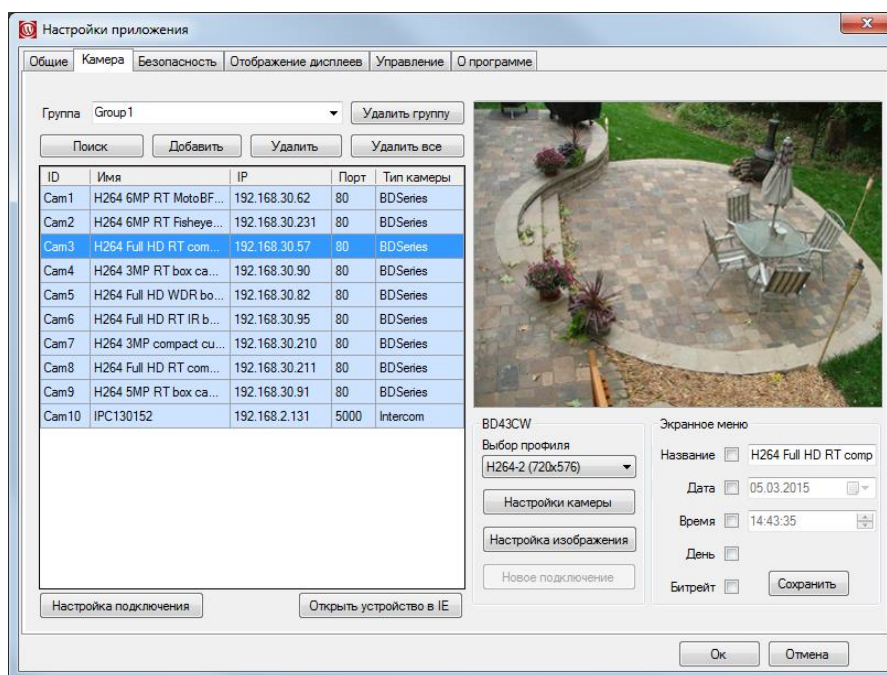 Настройки приложения
Общие Камера Безопасность Отображение дисплеев Управление О программе
Группа Group1 Удалить группу
Поиск Добавить Удалить Удалить все
ID Имя IP Порт Тип камеры
Cam1 H264 6MP RT MotoBF... 192.168.30.62 80 BDSeries
Cam2 H264 6MP RT Fisheye... 192.168.30.231 80 BDSeries
Cam3 H264 Full HD RT com... 192.168.30.57 80 BDSeries
Cam4 H264 3MP RT box ca... 192.168.30.90 80 BDSeries
Cam5 H264 Full HD WDR bo... 192.168.30.82 80 BDSeries
Cam6 H264 Full HD RT IR b... 192.168.30.95 80 BDSeries
Cam7 H264 3MP compact cu... 192.168.30.210 80 BDSeries
Cam8 H264 Full HD RT com... 192.168.30.211 80 BDSeries
Cam9 H264 5MP RT box ca... 192.168.30.91 80 BDSeries
Cam10 IPC130152 192.168.2.131 5000 Intercom
Настройка подключения Открыть устройство в IE
BD43CW
Выбор профиля
H264-2 (720x576)
Настройки камеры
Настройка изображения
Новое подключение
Экранное меню
Название H264 Full HD RT comp
Дата 05.03.2015
Время 14:43:35
День
Битрейт Сохранить
Ок Отмена